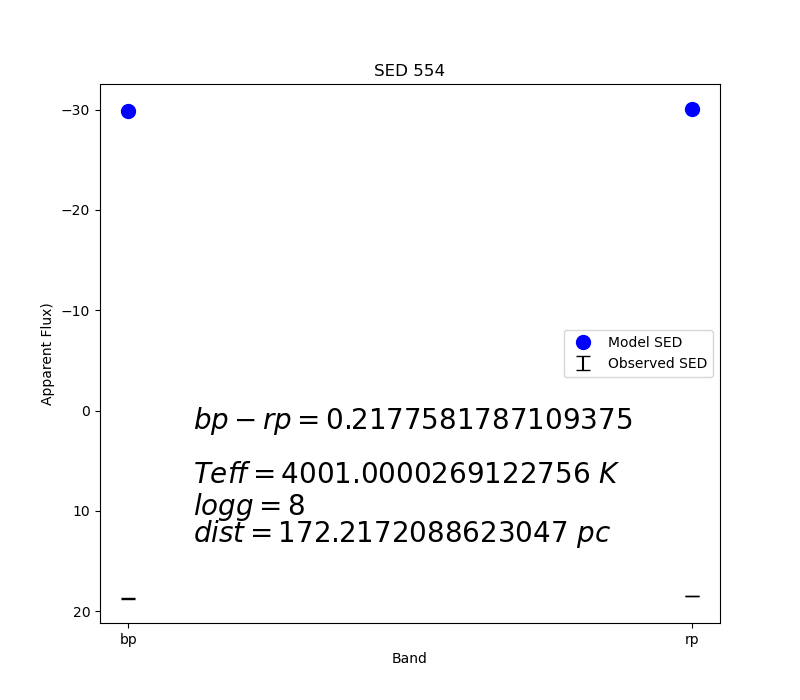 SED 554
−30
−20
−10
0
10
20
Apparent Flux)
Model SED
Observed SED
bp − rp = 0.2177581787109375
Teff = 4001.0000269122756 K
logg = 8
dist = 172.2172088623047 pc
bp
rp
Band